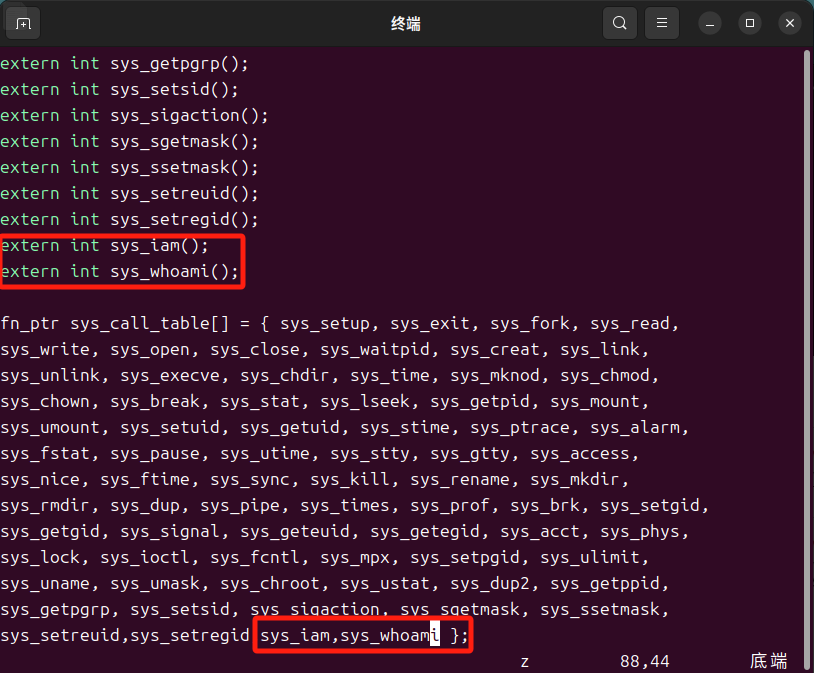 终端
extern int sys_getpgrp();
extern int sys_setsid();
extern int sys_sigaction();
extern int sys_sgetmask();
extern int sys_ssetmask();
extern int sys_setreuid();
extern int sys_setregid();
extern int sys_iam();
extern int sys_whoami();
fn_ptr sys_call_table[] = { sys_setup, sys_exit, sys_fork, sys_read,
sys_write, sys_open, sys_close, sys_waitpid, sys_creat, sys_link,
sys_unlink, sys_execve, sys_chdir, sys_time, sys_mknod, sys_chmod,
sys_chown, sys_break, sys_stat, sys_lseek, sys_getpid, sys_mount,
sys_umount, sys_setuid, sys_getuid, sys_stime, sys_ptrace, sys_alarm,
sys_fstat, sys_pause, sys_utime, sys_stty, sys_gtty, sys_access,
sys_nice, sys_ftime, sys_sync, sys_kill, sys_rename, sys_mkdir,
sys_rmdir, sys_dup, sys_pipe, sys_times, sys_prof, sys_brk, sys_setgid,
sys_getgid, sys_signal, sys_geteuid, sys_getegid, sys_acct, sys_phys,
sys_lock, sys_ioctl, sys_fcntl, sys_mpx, sys_setpgid, sys_ulimit,
sys_uname, sys_umask, sys_chroot, sys_ustat, sys_dup2, sys_getppid,
sys_getpgrp, sys_setsid, sys_sigaction, sys_sgetmask, sys_ssetmask,
sys_setreuid,sys_setregid sys_iam,sys_whoami };
z 88,44 底端